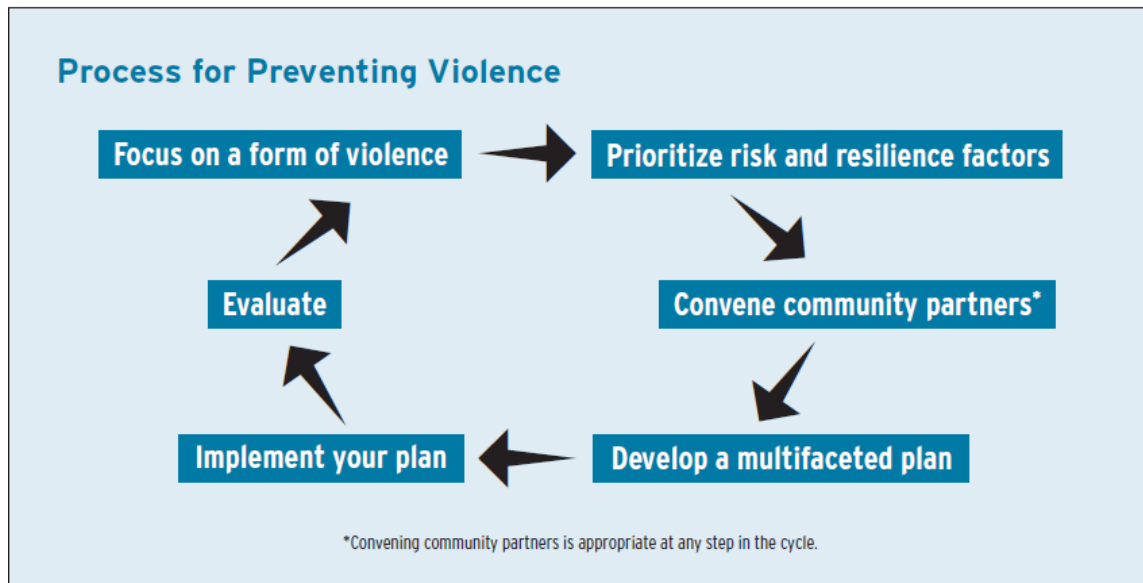 Process for Preventing Violence
Focus on a form of violence
Prioritize risk and resilience factors
Convene community partners*
Develop a multifaceted plan
Implement your plan
Evaluate
*Convening community partners is appropriate at any step in the cycle.